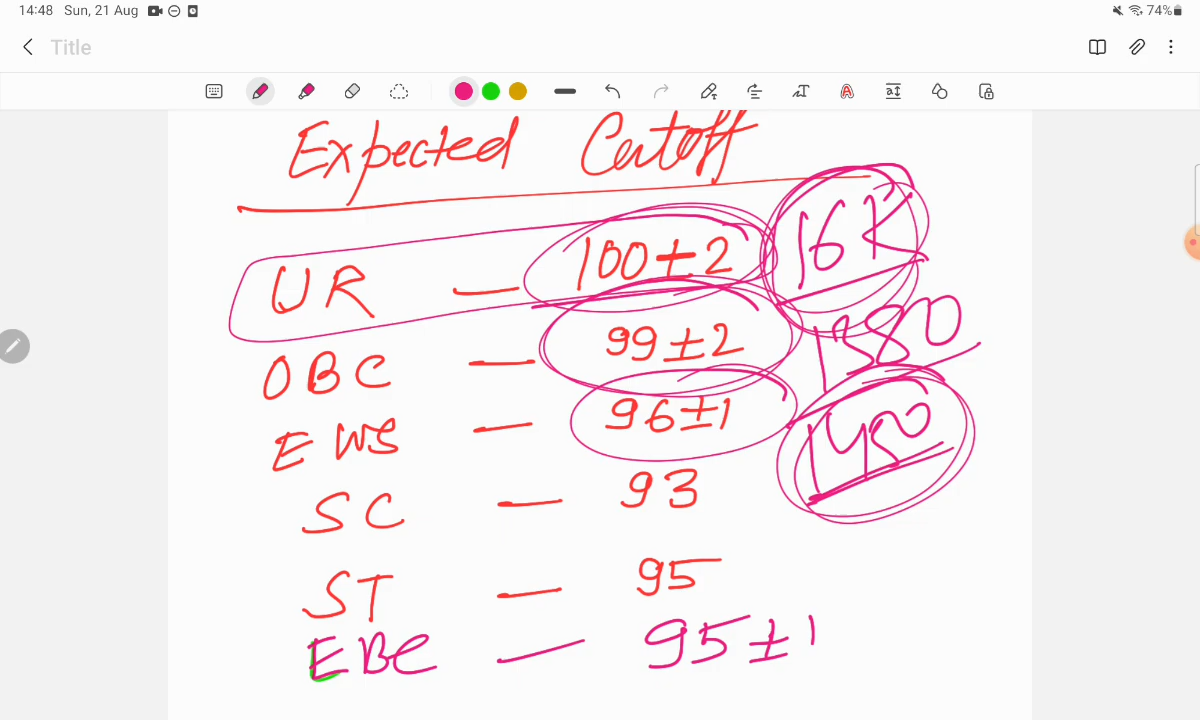 14:48 Sun, 21 Aug 74%
Title
Expected Cutoff
UR — 100±2 16K
OBC — 99±2 1380
EWS — 96±1 1450
SC — 93
ST — 95
EBC — 95±1